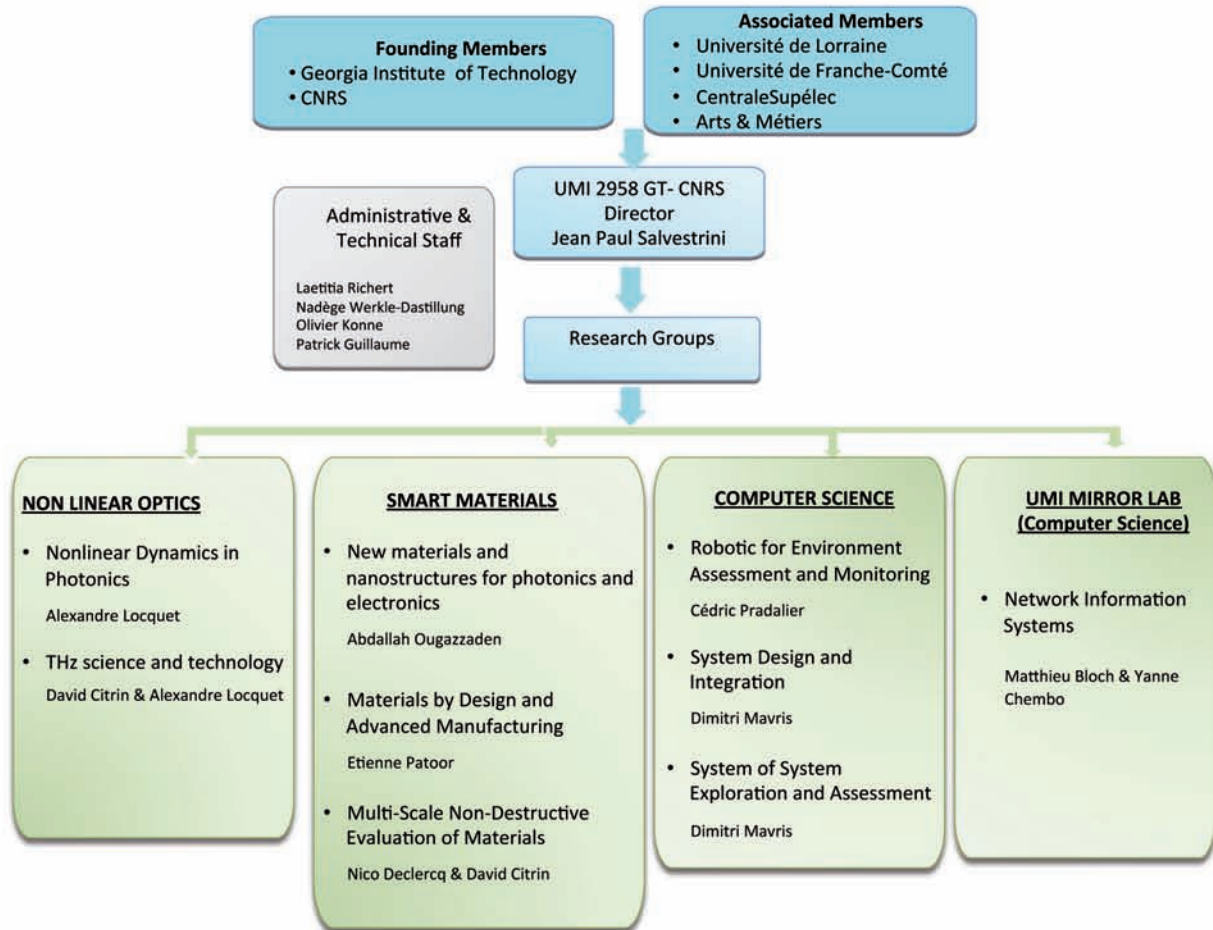 Founding Members
• Georgia Institute of Technology
• CNRS
Associated Members
• Université de Lorraine
• Université de Franche-Comté
• CentraleSupélec
• Arts & Métiers
UMI 2958 GT- CNRS
Director
Jean Paul Salvestrini
Administrative &
Technical Staff
Laetitia Richert
Nadège Werkle-Dastillung
Olivier Konne
Patrick Guillaume
Research Groups
NON LINEAR OPTICS
• Nonlinear Dynamics in
Photonics
Alexandre Locquet
• THz science and technology
David Citrin & Alexandre Locquet
SMART MATERIALS
• New materials and
nanostructures for photonics and
electronics
Abdallah Ougazzaden
• Materials by Design and
Advanced Manufacturing
Etienne Patoor
• Multi-Scale Non-Destructive
Evaluation of Materials
Nico Declercq & David Citrin
COMPUTER SCIENCE
• Robotic for Environment
Assessment and Monitoring
Cédric Pradalier
• System Design and
Integration
Dimitri Mavris
• System of System
Exploration and Assessment
Dimitri Mavris
UMI MIRROR LAB
(Computer Science)
• Network Information
Systems
Matthieu Bloch & Yanne
Chembo